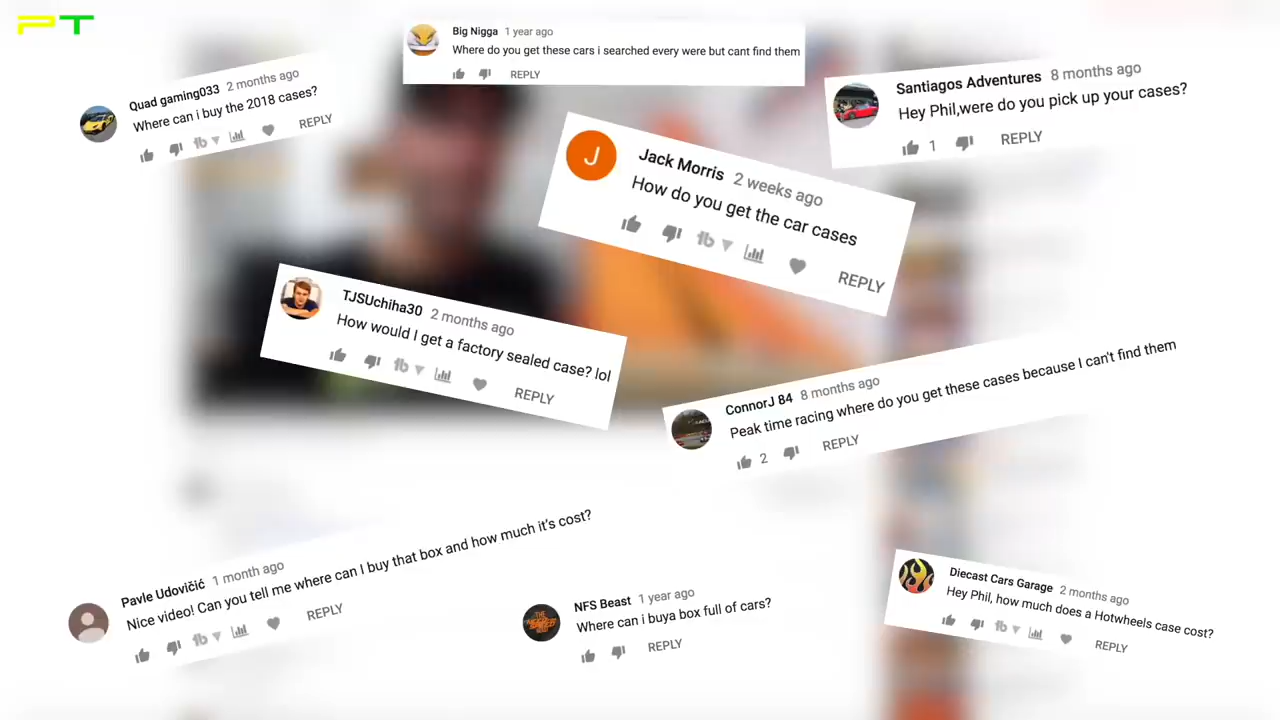 PT
Big Nigga 1 year ago
Where do you get these cars i searched every were but cant find them
REPLY
Quad gaming033 2 months ago
Where can i buy the 2018 cases?
REPLY
Santiagos Adventures 8 months ago
Hey Phil,were do you pick up your cases?
1 REPLY
J
Jack Morris 2 weeks ago
How do you get the car cases
REPLY
TJSUchiha30 2 months ago
How would I get a factory sealed case? lol
REPLY
ConnorJ 84 8 months ago
Peak time racing where do you get these cases because I can't find them
2 REPLY
Pavle Udovičić 1 month ago
Nice video! Can you tell me where can I buy that box and how much it's cost?
REPLY
NFS Beast 1 year ago
Where can i buya box full of cars?
REPLY
Diecast Cars Garage 2 months ago
Hey Phil, how much does a Hotwheels case cost?
REPLY